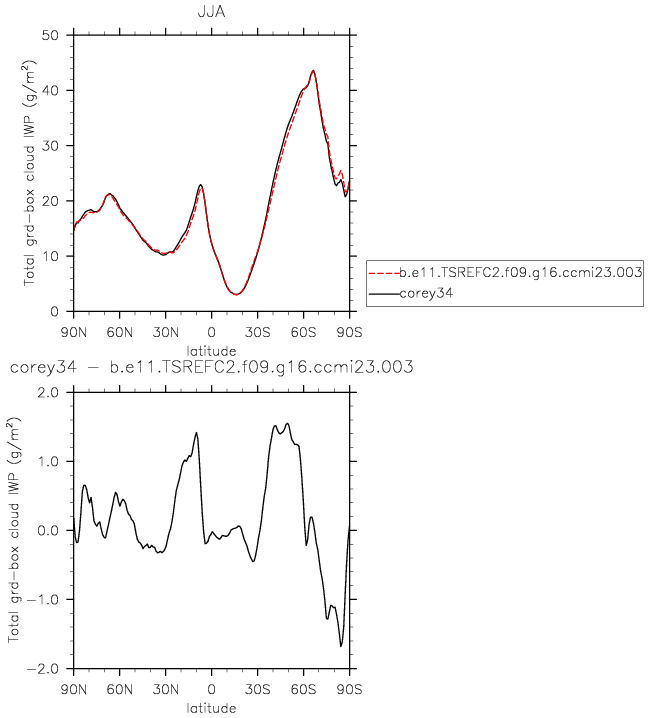 JJA
Total grd-box cloud IWP (g/m²)
50
40
30
20
10
0
90N 60N 30N 0 30S 60S 90S
latitude
b.e11.TSREFC2.f09.g16.ccmi23.003
corey34
corey34 − b.e11.TSREFC2.f09.g16.ccmi23.003
Total grd-box cloud IWP (g/m²)
2.0
1.0
0.0
−1.0
−2.0
90N 60N 30N 0 30S 60S 90S
latitude